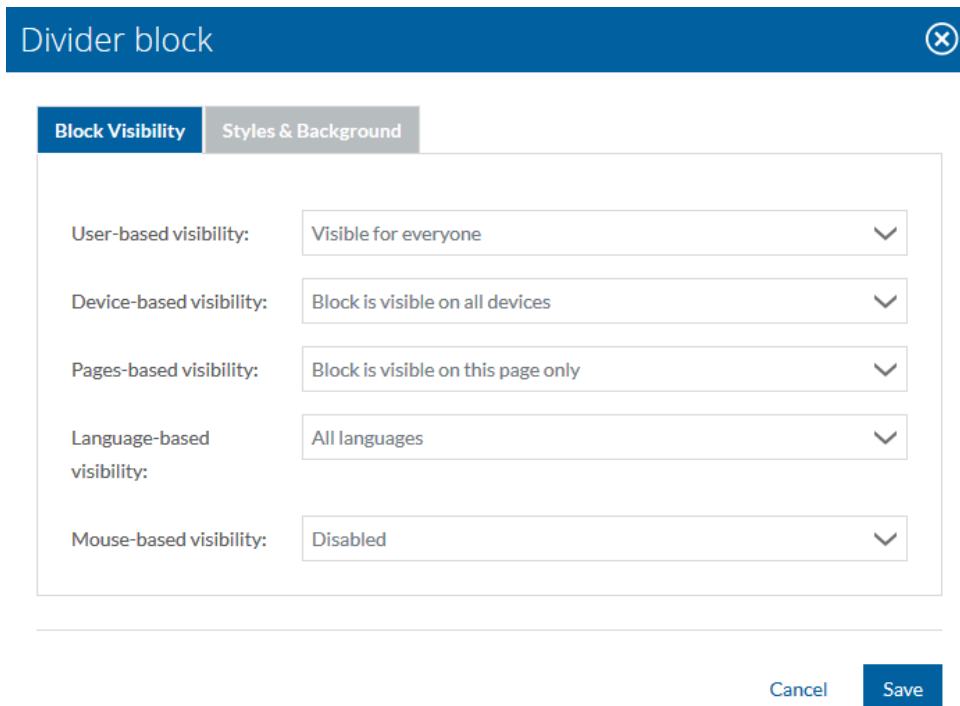 Divider block
Block Visibility
Styles & Background
User-based visibility:
Visible for everyone
Device-based visibility:
Block is visible on all devices
Pages-based visibility:
Block is visible on this page only
Language-based
visibility:
All languages
Mouse-based visibility:
Disabled
Cancel
Save